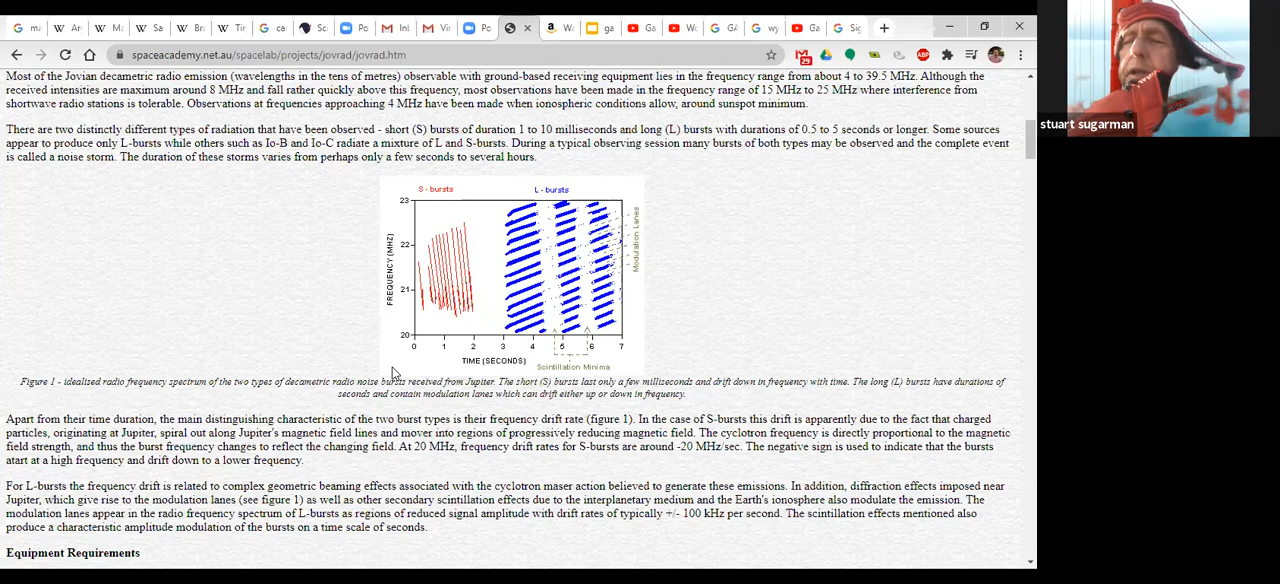 ma
W Ar
W Ma
W Sa
W Bra
W Tir
G ca
Sci
Po
Int
Vir
Po
a We
ga
Ga
We
G GA
G wy
Ga
G Sig
spaceacademy.net.au/spacelab/projects/jovrad/jovrad.htm
29
ABP
stuart sugarman
Most of the Jovian decametric radio emission (wavelengths in the tens of metres) observable with ground-based receiving equipment lies in the frequency range from about 4 to 39.5 MHz. Although the
received intensities are maximum around 8 MHz and fall rather quickly above this frequency, most observations have been made in the frequency range of 15 MHz to 25 MHz where interference from
shortwave radio stations is tolerable. Observations at frequencies approaching 4 MHz have been made when ionospheric conditions allow, around sunspot minimum.
There are two distinctly different types of radiation that have been observed - short (S) bursts of duration 1 to 10 milliseconds and long (L) bursts with durations of 0.5 to 5 seconds or longer. Some sources
appear to produce only L-bursts while others such as Io-B and Io-C radiate a mixture of L and S-bursts. During a typical observing session many bursts of both types may be observed and the complete event
is called a noise storm. The duration of these storms varies from perhaps only a few seconds to several hours.
S - bursts
L - bursts
23
22
21
20
FREQUENCY (MHZ)
Modulation Lanes
0 1 2 3 4 5 6 7
TIME (SECONDS)
Scintillation Minima
Figure 1 - idealised radio frequency spectrum of the two types of decametric radio noise bursts received from Jupiter. The short (S) bursts last only a few milliseconds and drift down in frequency with time. The long (L) bursts have durations of
seconds and contain modulation lanes which can drift either up or down in frequency.
Apart from their time duration, the main distinguishing characteristic of the two burst types is their frequency drift rate (figure 1). In the case of S-bursts this drift is apparently due to the fact that charged
particles, originating at Jupiter, spiral out along Jupiter's magnetic field lines and mover into regions of progressively reducing magnetic field. The cyclotron frequency is directly proportional to the magnetic
field strength, and thus the burst frequency changes to reflect the changing field. At 20 MHz, frequency drift rates for S-bursts are around -20 MHz/sec. The negative sign is used to indicate that the bursts
atart at a high frequency and drift down to a lower frequency.
For L-bursts the frequency drift is related to complex geometric beaming effects associated with the cyclotron maser action believed to generate these emissions. In addition, diffraction effects imposed near
Jupiter, which give rise to the modulation lanes (see figure 1) as well as other secondary scintillation effects due to the interplanetary medium and the Earth's ionosphere also modulate the emission. The
modulation lanes appear in the radio frequency spectrum of L-bursts as regions of reduced signal amplitude with drift rates of typically +/- 100 kHz per second. The scintillation effects mentioned also
produce a characteristic amplitude modulation of the bursts on a time scale of seconds.
Equipment Requirements